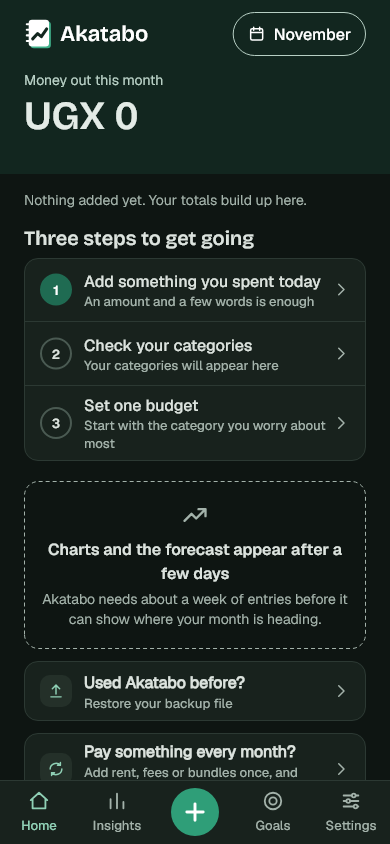 Akatabo
November
Money out this month
UGX 0
Nothing added yet. Your totals build up here.
Three steps to get going
1
Add something you spent today
An amount and a few words is enough
2
Check your categories
Your categories will appear here
3
Set one budget
Start with the category you worry about
most
Charts and the forecast appear after a
few days
Akatabo needs about a week of entries before it
can show where your month is heading.
Used Akatabo before?
Restore your backup file
Pay something every month?
Add rent, fees or bundles once, and
Home
Insights
Goals
Settings